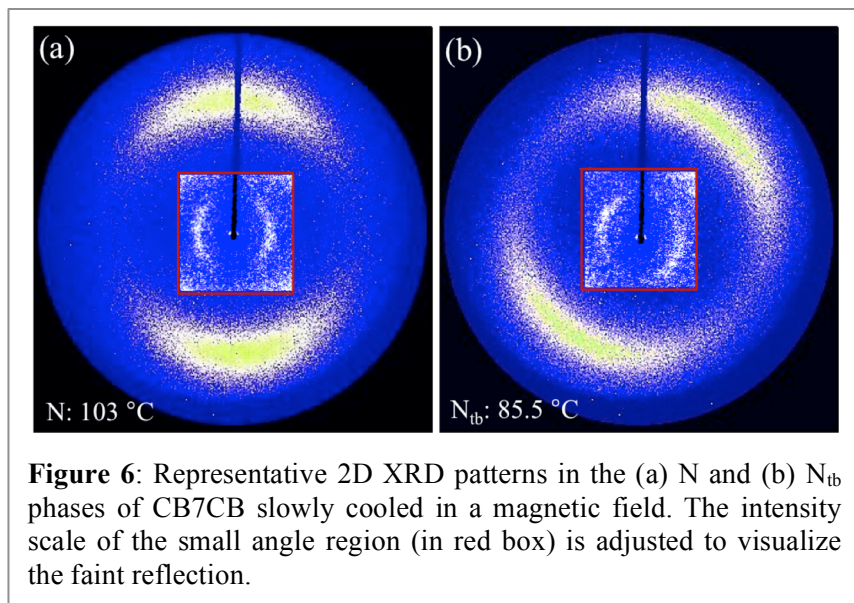 (a)
(b)
N: 103 °C
N_tb: 85.5 °C
Figure 6: Representative 2D XRD patterns in the (a) N and (b) N_tb
phases of CB7CB slowly cooled in a magnetic field. The intensity
scale of the small angle region (in red box) is adjusted to visualize
the faint reflection.